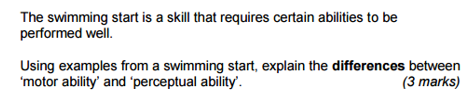 The swimming start is a skill that requires certain abilities to be
performed well.
Using examples from a swimming start, explain the differences between
‘motor ability’ and ‘perceptual ability’. (3 marks)